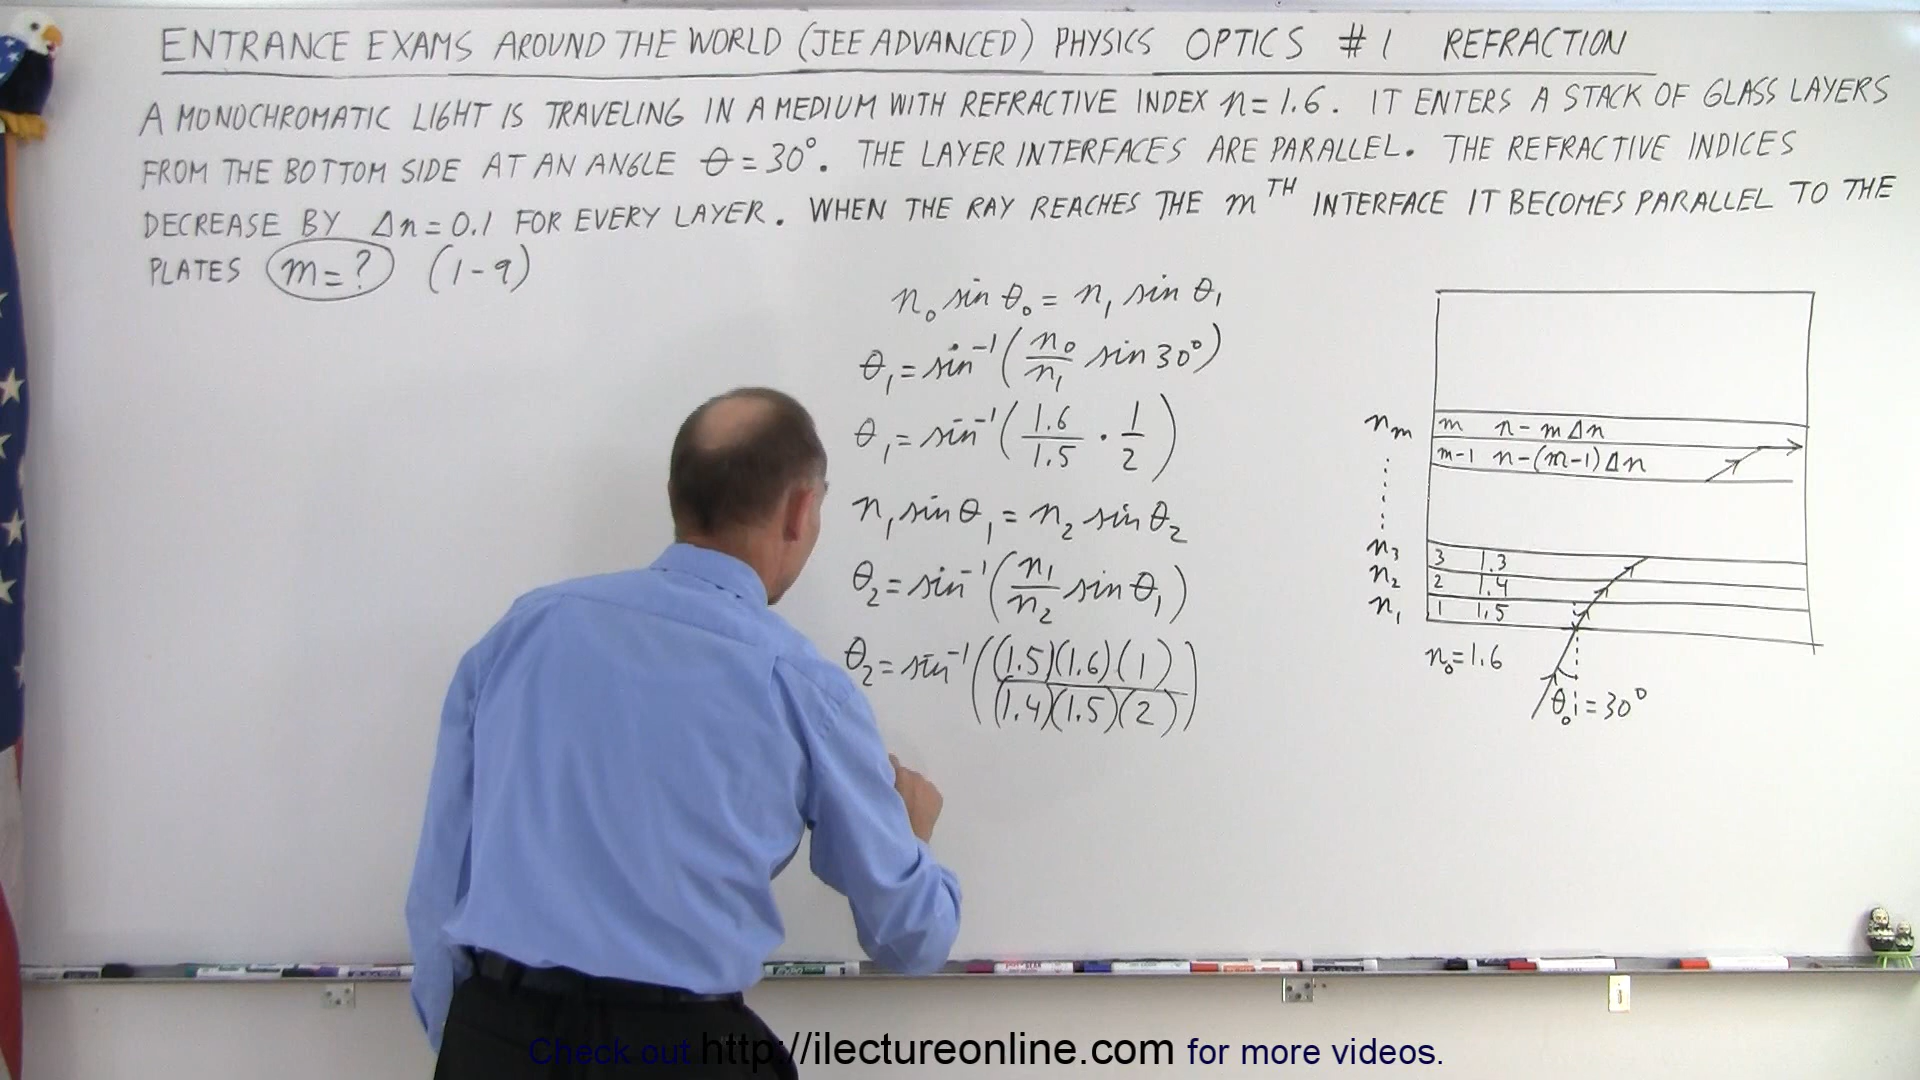 ENTRANCE EXAMS AROUND THE WORLD (JEE ADVANCED) PHYSICS OPTICS #1 REFRACTION
A MONOCHROMATIC LIGHT IS TRAVELING IN A MEDIUM WITH REFRACTIVE INDEX n=1.6. IT ENTERS A STACK OF GLASS LAYERS
FROM THE BOTTOM SIDE AT AN ANGLE θ=30°. THE LAYER INTERFACES ARE PARALLEL. THE REFRACTIVE INDICES
DECREASE BY Δn=0.1 FOR EVERY LAYER. WHEN THE RAY REACHES THE m^TH INTERFACE IT BECOMES PARALLEL TO THE
PLATES m=? (1-9)
n₀ sin θ₀ = n₁ sin θ₁
θ₁ = sin⁻¹(n₀/n₁ sin 30°)
θ₁ = sin⁻¹(1.6/1.5 · 1/2)
n₁ sin θ₁ = n₂ sin θ₂
θ₂ = sin⁻¹(n₁/n₂ sin θ₁)
θ₂ = sin⁻¹((1.5)(1.6)(1)/(1.4)(1.5)(2))
n_m m n-mΔn
m-1 n-(m-1)Δn
n₃ 3 1.3
n₂ 2 1.4
n₁ 1 1.5
n₀=1.6
θ₀i=30°
Check out http://ilectureonline.com for more videos.